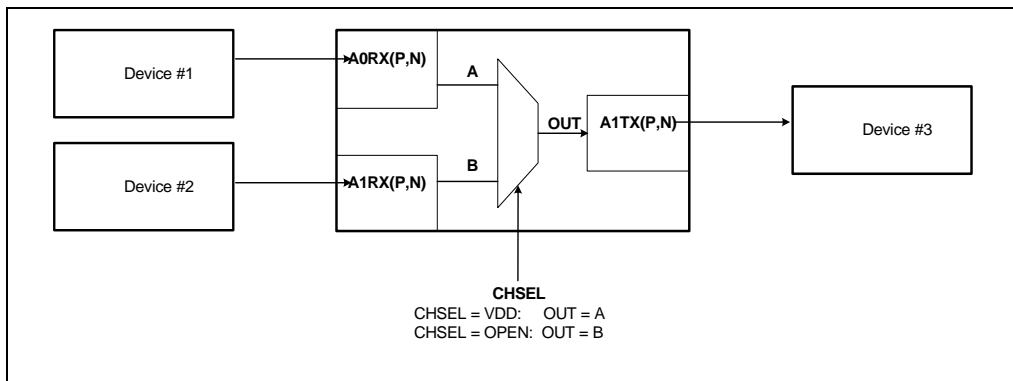 Device #1
A0RX(P,N)
A
Device #2
A1RX(P,N)
B
OUT
A1TX(P,N)
Device #3
CHSEL
CHSEL = VDD: OUT = A
CHSEL = OPEN: OUT = B